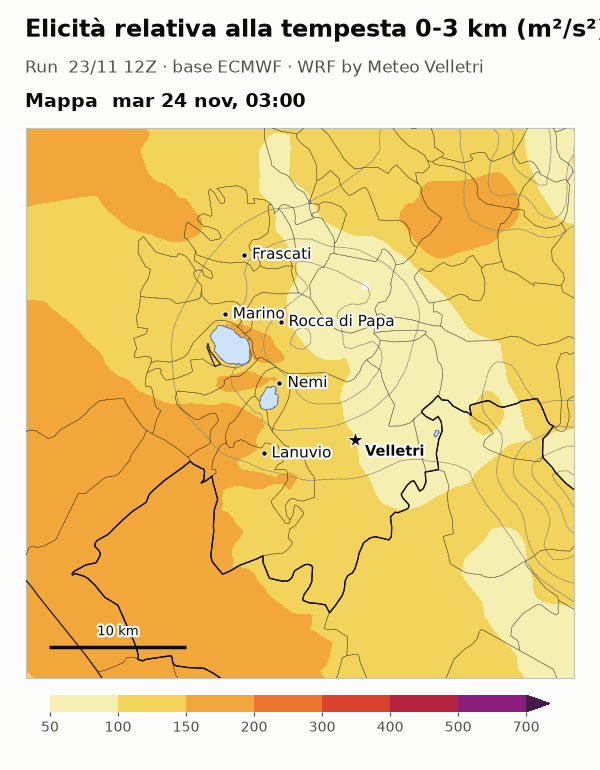 Elicità relativa alla tempesta 0-3 km (m²/s²)
Run  23/11 12Z · base ECMWF · WRF by Meteo Velletri
Mappa  mar 24 nov, 03:00
Frascati
Marino
Rocca di Papa
Nemi
Velletri
Lanuvio
10 km
50 100 150 200 300 400 500 700